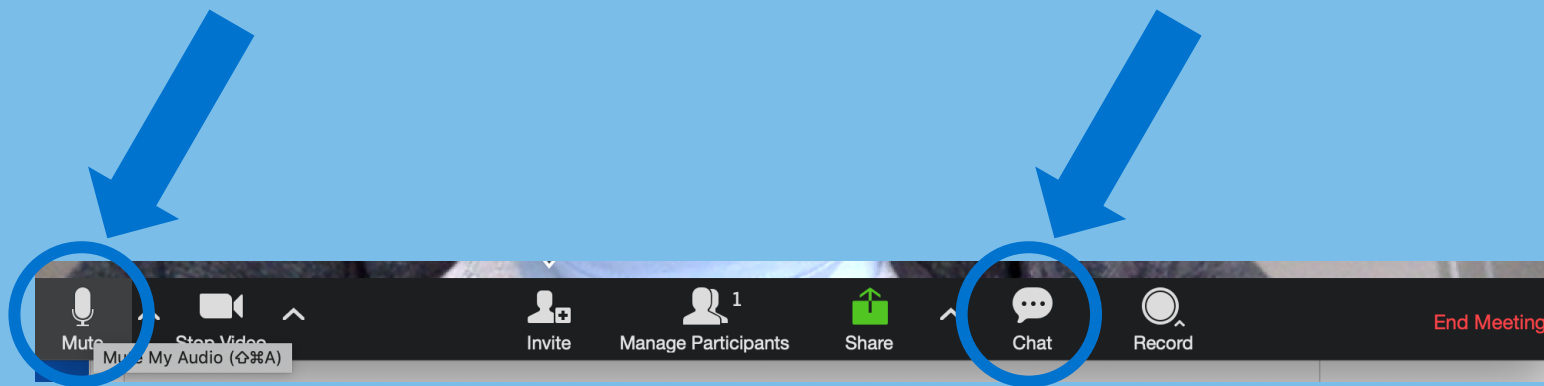 Mute
Stop Video
Invite
Manage Participants
1
Share
Chat
Record
End Meeting
Mute My Audio (⇧⌘A)